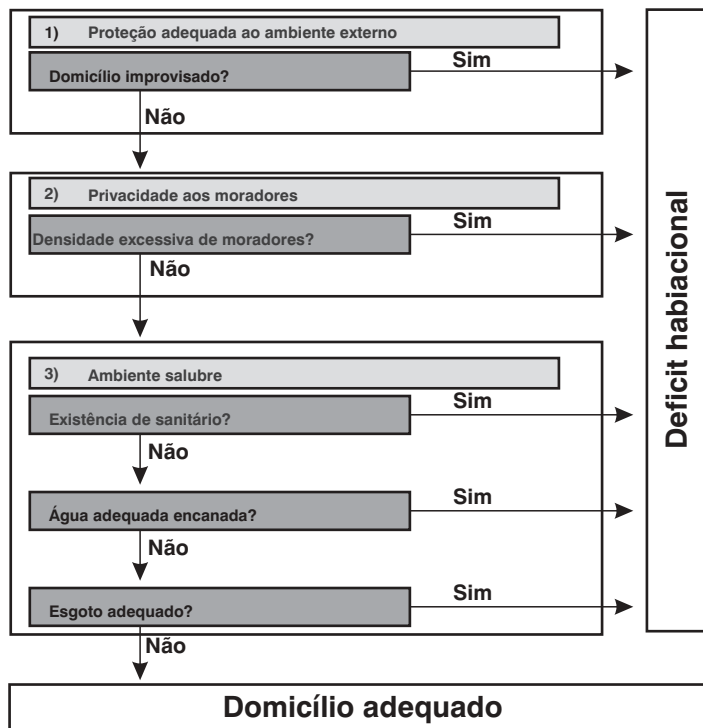 1) Proteção adequada ao ambiente externo
Domicílio improvisado?
Sim
Não
2) Privacidade aos moradores
Densidade excessiva de moradores?
Sim
Não
3) Ambiente salubre
Existência de sanitário?
Sim
Não
Água adequada encanada?
Sim
Não
Esgoto adequado?
Sim
Não
Deficit habiacional
Domicílio adequado